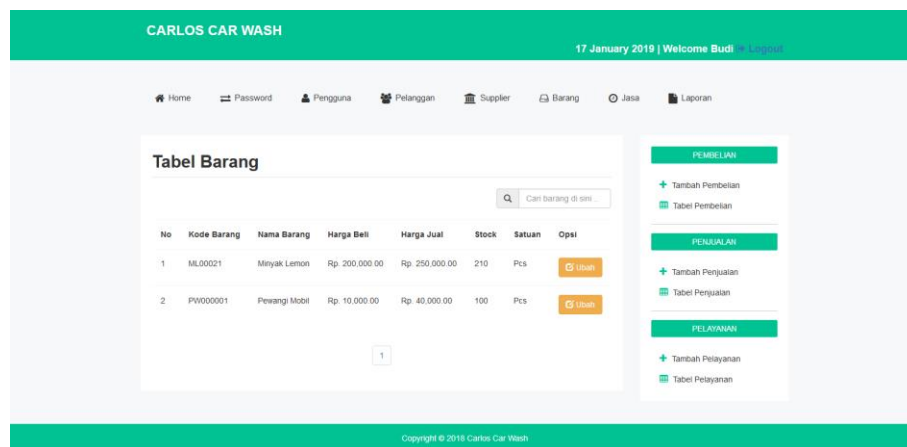 CARLOS CAR WASH
17 January 2019 | Welcome Budi Logout
Home Password Pengguna Pelanggan Supplier Barang Jasa Laporan
Tabel Barang
Cari barang di sini ...
No Kode Barang Nama Barang Harga Beli Harga Jual Stock Satuan Opsi
1 ML00021 Minyak Lemon Rp. 200,000.00 Rp. 250,000.00 210 Pcs Ubah
2 PW000001 Pewangi Mobil Rp. 10,000.00 Rp. 40,000.00 100 Pcs Ubah
1
PEMBELIAN
Tambah Pembelian
Tabel Pembelian
PENJUALAN
Tambah Penjualan
Tabel Penjualan
PELAYANAN
Tambah Pelayanan
Tabel Pelayanan
Copyright © 2018 Carlos Car Wash